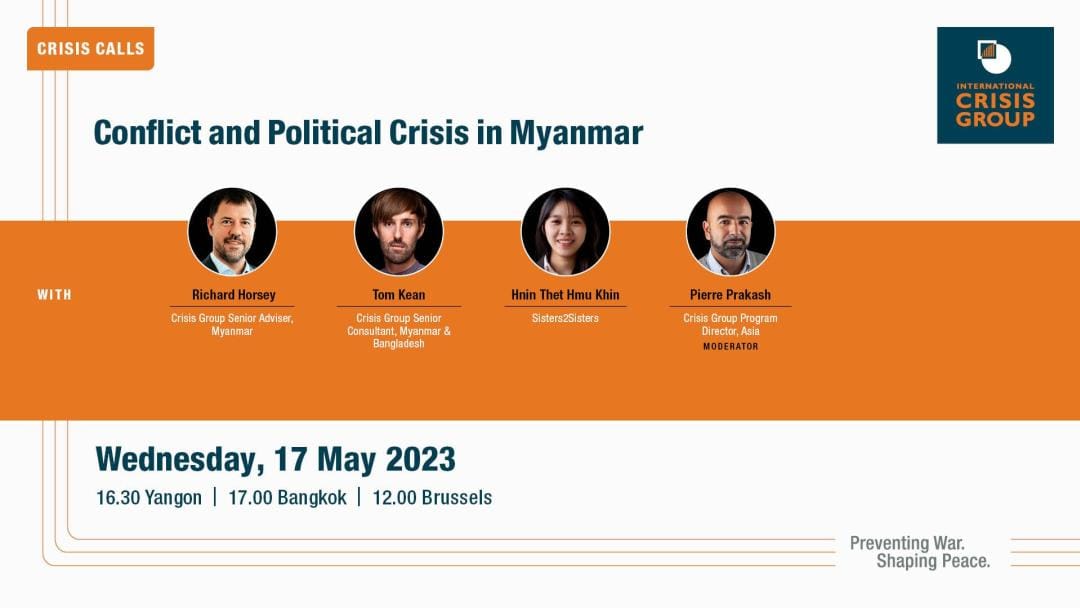 CRISIS CALLS
INTERNATIONAL
CRISIS
GROUP
Conflict and Political Crisis in Myanmar
WITH
Richard Horsey
Crisis Group Senior Adviser,
Myanmar
Tom Kean
Crisis Group Senior
Consultant, Myanmar &
Bangladesh
Hnin Thet Hmu Khin
Sisters2Sisters
Pierre Prakash
Crisis Group Program
Director, Asia
MODERATOR
Wednesday, 17 May 2023
16.30 Yangon | 17.00 Bangkok | 12.00 Brussels
Preventing War.
Shaping Peace.